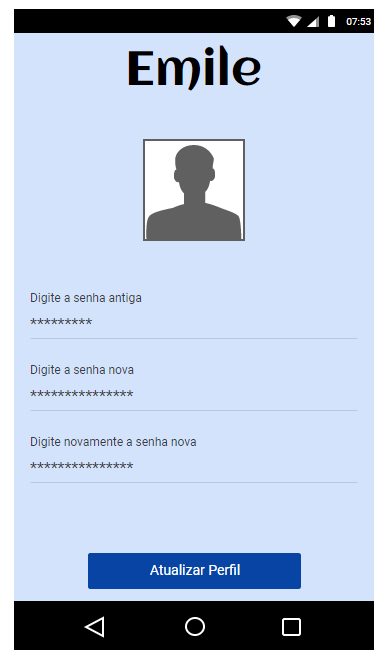 07:53
Emile
Digite a senha antiga
*********
Digite a senha nova
***************
Digite novamente a senha nova
***************
Atualizar Perfil